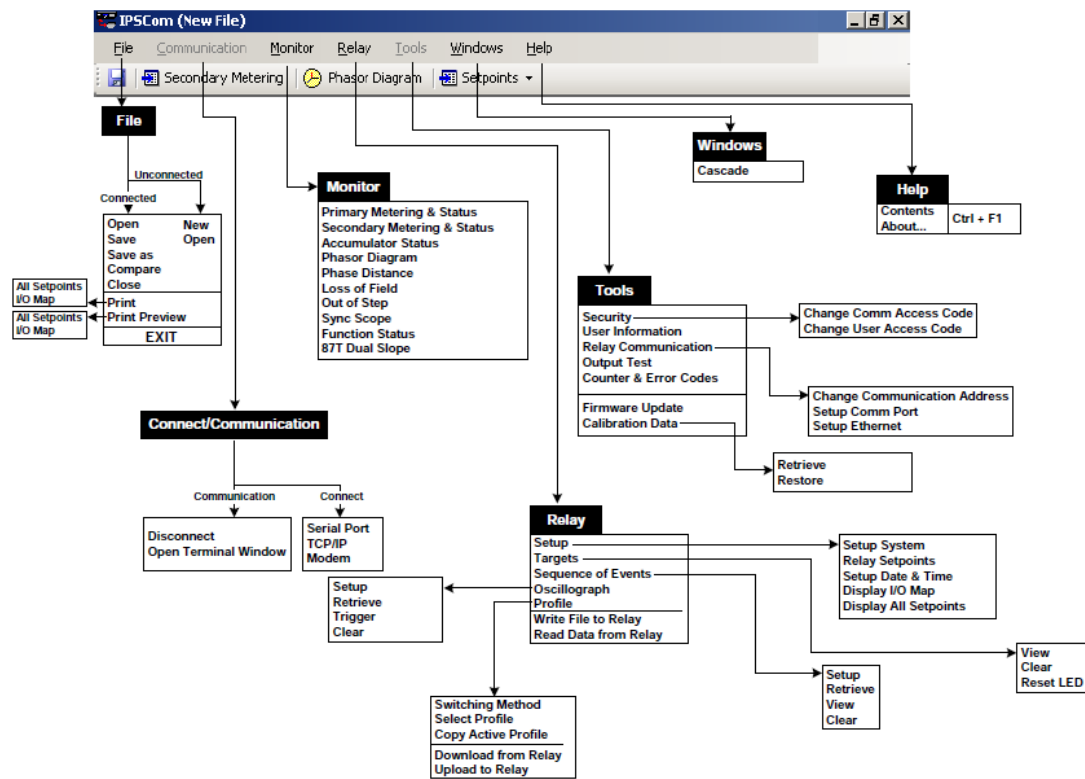 IPSCom (New File)
File Communication Monitor Relay Tools Windows Help
Secondary Metering Phasor Diagram Setpoints
File
Unconnected
Connected
Open
Save
Save as
Compare
Close
New
Open
Print
Print Preview
EXIT
All Setpoints
I/O Map
All Setpoints
I/O Map
Monitor
Primary Metering & Status
Secondary Metering & Status
Accumulator Status
Phasor Diagram
Phase Distance
Loss of Field
Out of Step
Sync Scope
Function Status
87T Dual Slope
Windows
Cascade
Help
Contents
About...
Ctrl + F1
Tools
Security
User Information
Relay Communication
Output Test
Counter & Error Codes
Firmware Update
Calibration Data
Change Comm Access Code
Change User Access Code
Change Communication Address
Setup Comm Port
Setup Ethernet
Retrieve
Restore
Connect/Communication
Communication
Connect
Disconnect
Open Terminal Window
Serial Port
TCP/IP
Modem
Relay
Setup
Targets
Sequence of Events
Oscillograph
Profile
Write File to Relay
Read Data from Relay
Setup
Retrieve
Trigger
Clear
Setup System
Relay Setpoints
Setup Date & Time
Display I/O Map
Display All Setpoints
View
Clear
Reset LED
Setup
Retrieve
View
Clear
Switching Method
Select Profile
Copy Active Profile
Download from Relay
Upload to Relay